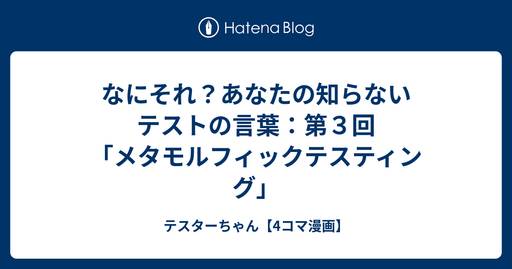 Hatena Blog
なにそれ？あなたの知らない
テストの言葉：第３回
「メタモルフィックテスティン
グ」
テスターちゃん【4コマ漫画】